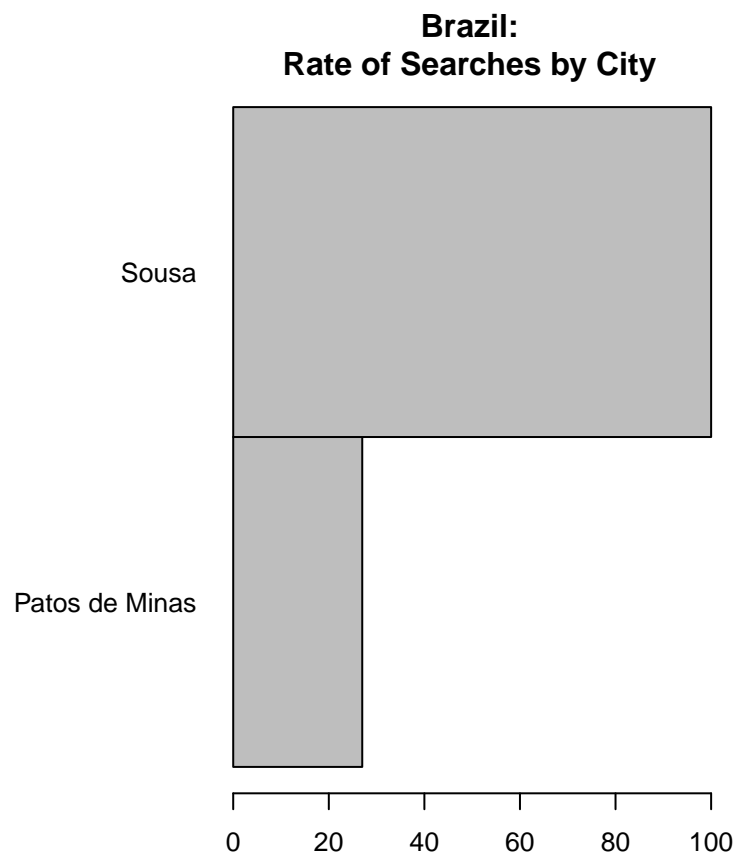 Brazil:
Rate of Searches by City
Sousa
Patos de Minas
0 20 40 60 80 100